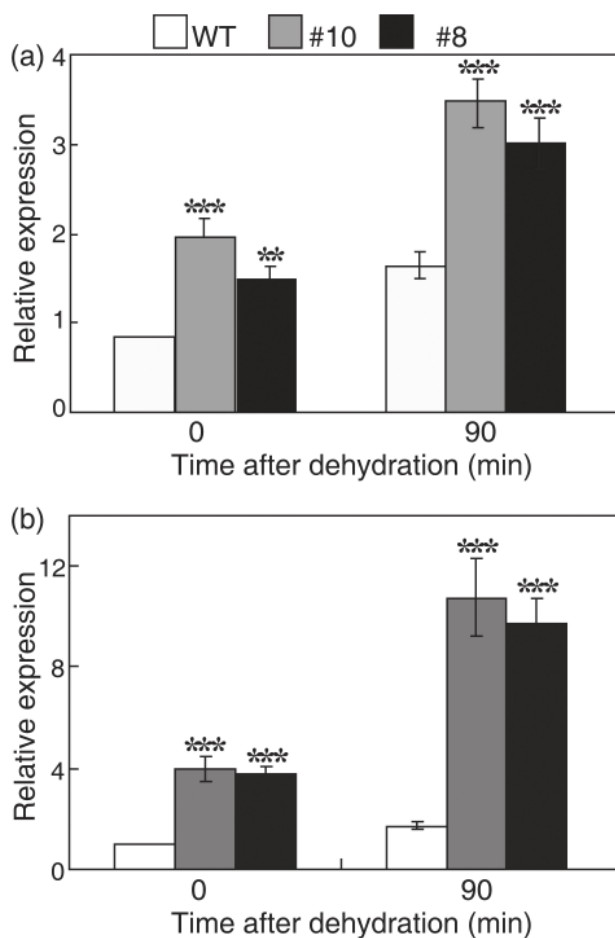 WT #10 #8
(a)
Relative expression
4
3
2
1
0
*** ** *** ***
0 90
Time after dehydration (min)
(b)
Relative expression
12
8
4
0
*** *** *** ***
0 90
Time after dehydration (min)